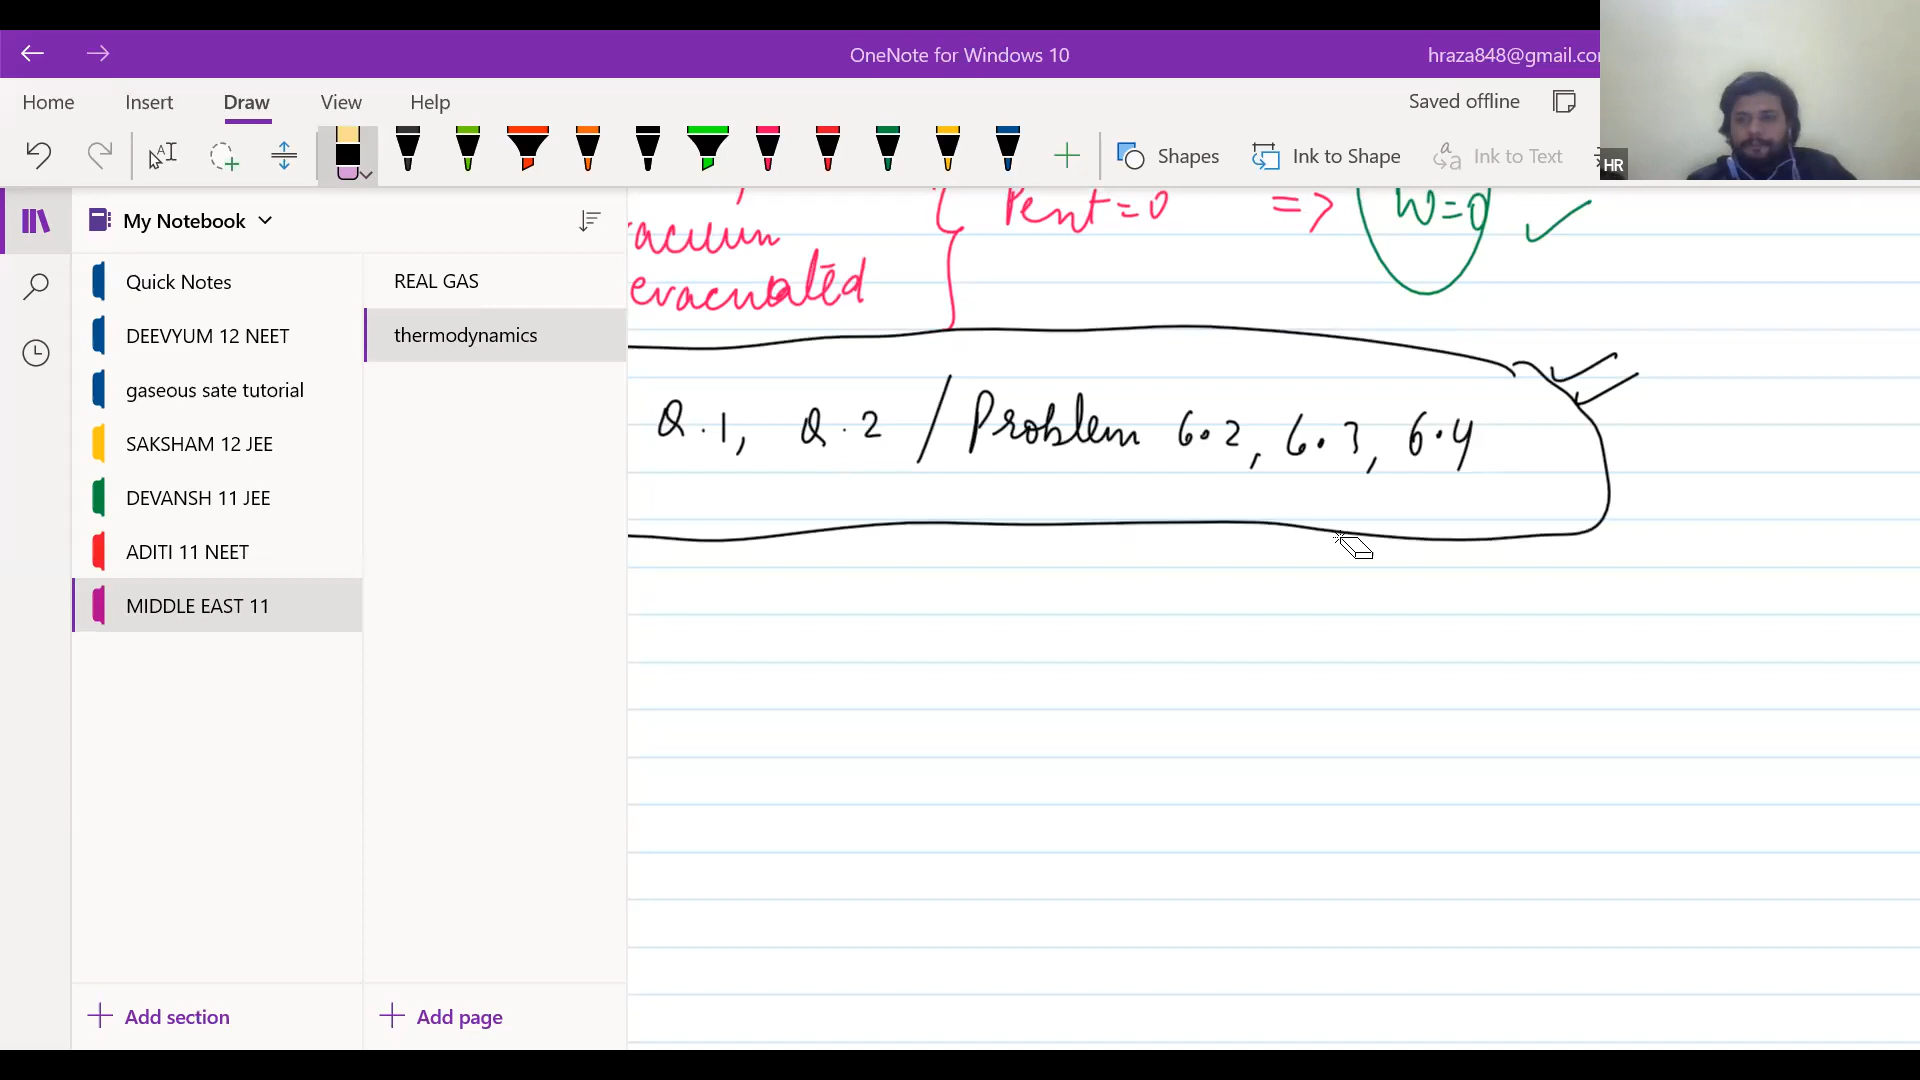 OneNote for Windows 10
hraza848@gmail.co
Home Insert Draw View Help
Saved offline
Shapes Ink to Shape Ink to Text
HR
My Notebook
Quick Notes
DEEVYUM 12 NEET
gaseous sate tutorial
SAKSHAM 12 JEE
DEVANSH 11 JEE
ADITI 11 NEET
MIDDLE EAST 11
Add section
REAL GAS
thermodynamics
Add page
Pent=0 => W=0
evacuated
Q.1, Q.2 / Problem 6.2, 6.3, 6.4